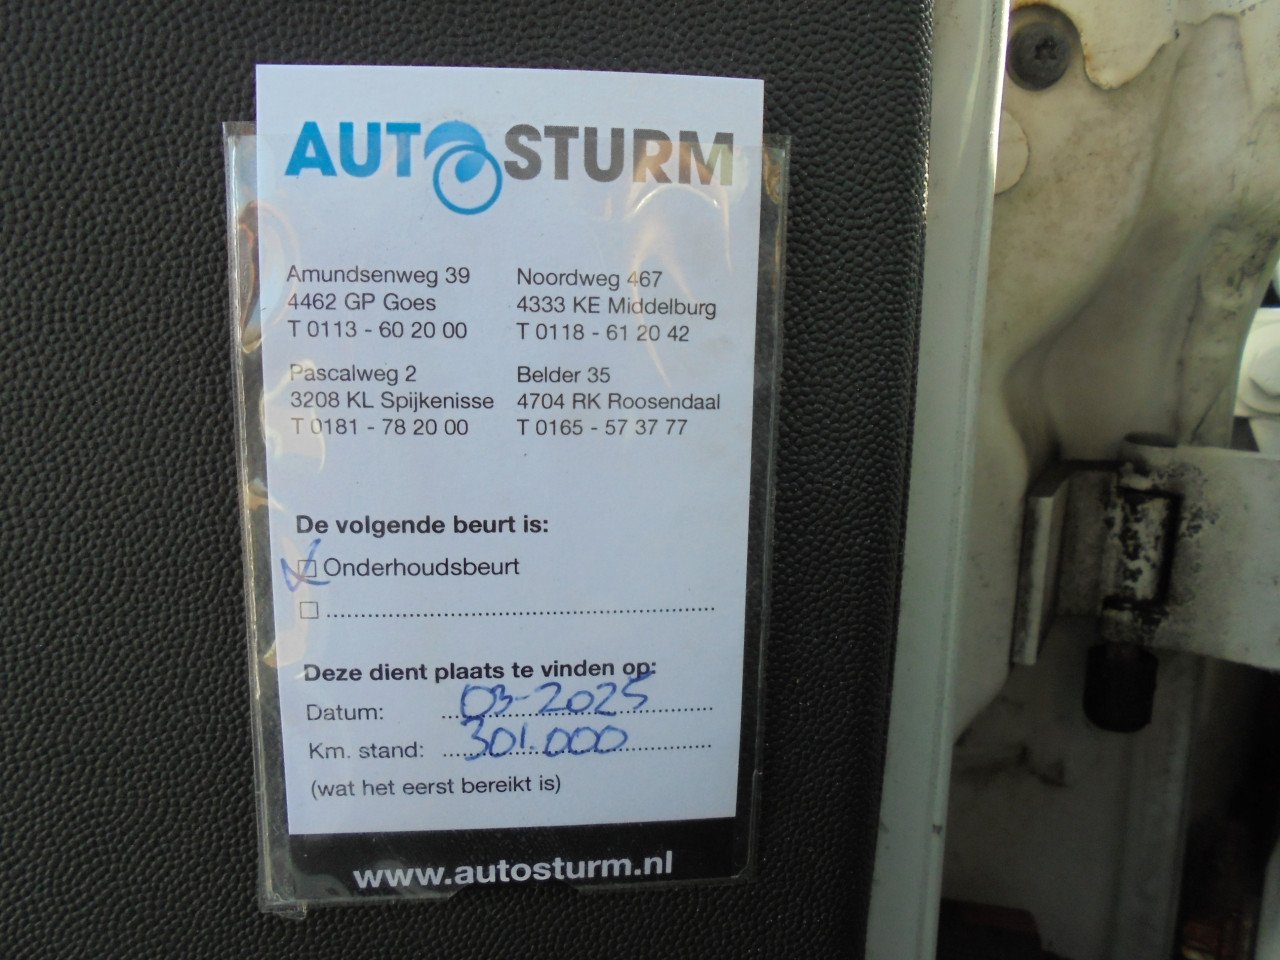 AUTOSTURM
Amundsenweg 39
4462 GP Goes
T 0113 - 60 20 00
Noordweg 467
4333 KE Middelburg
T 0118 - 61 20 42
Pascalweg 2
3208 KL Spijkenisse
T 0181 - 78 20 00
Belder 35
4704 RK Roosendaal
T 0165 - 57 37 77
De volgende beurt is:
Onderhoudsbeurt
Deze dient plaats te vinden op:
Datum: 03-2025
Km. stand: 301.000
(wat het eerst bereikt is)
www.autosturm.nl